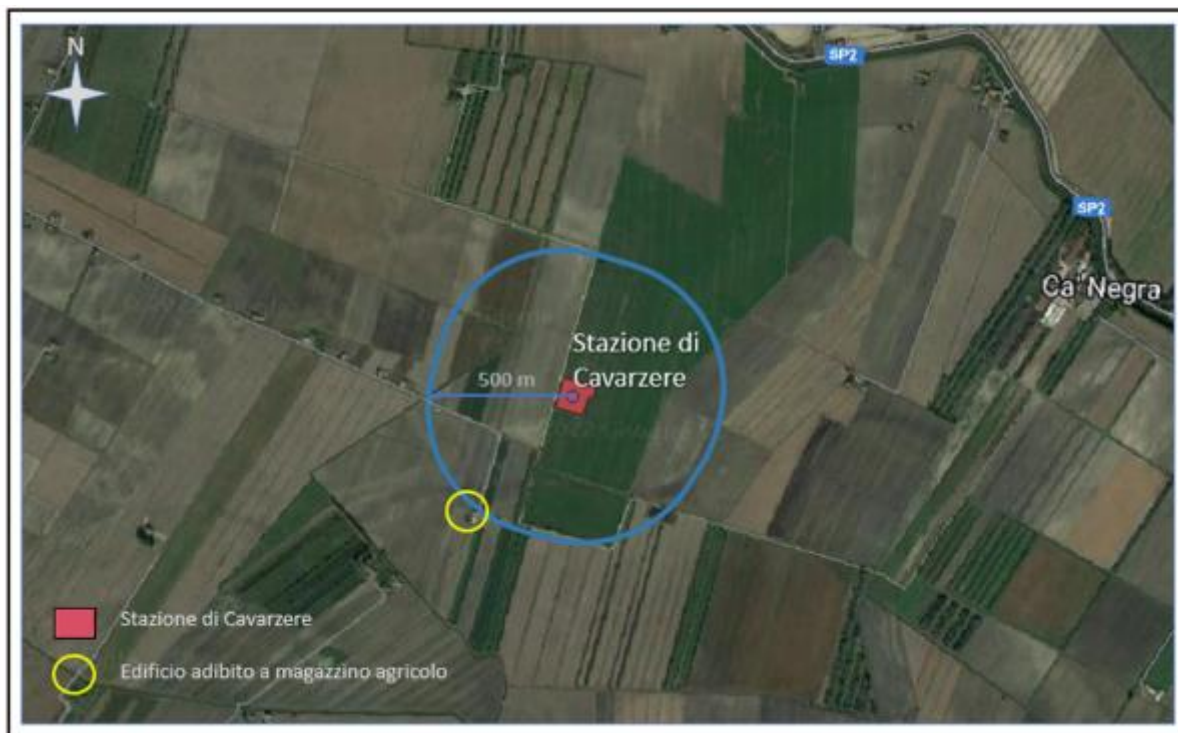 N
SP2
SP2
Ca' Negra
Stazione di
Cavarzere
500 m
Stazione di Cavarzere
Edificio adibito a magazzino agricolo